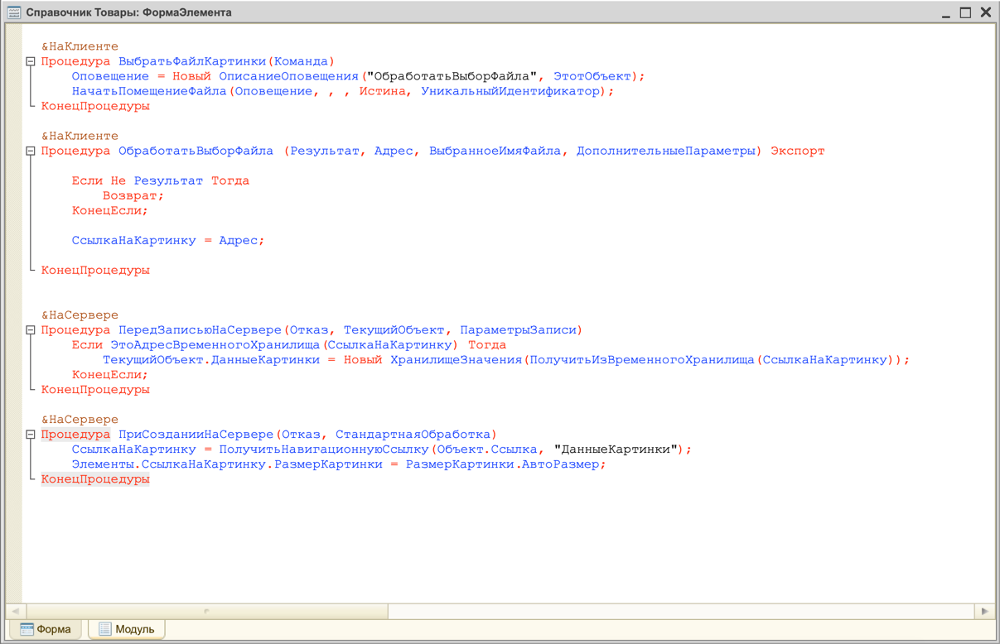 Справочник Товары: ФормаЭлемента
&НаКлиенте
Процедура ВыбратьФайлКартинки(Команда)
Оповещение = Новый ОписаниеОповещения("ОбработатьВыборФайла", ЭтотОбъект);
НачатьПомещениеФайла(Оповещение, , , Истина, УникальныйИдентификатор);
КонецПроцедуры
&НаКлиенте
Процедура ОбработатьВыборФайла (Результат, Адрес, ВыбранноеИмяФайла, ДополнительныеПараметры) Экспорт
Если Не Результат Тогда
Возврат;
КонецЕсли;
СсылкаНаКартинку = Адрес;
КонецПроцедуры
&НаСервере
Процедура ПередЗаписьюНаСервере(Отказ, ТекущийОбъект, ПараметрыЗаписи)
Если ЭтоАдресВременногоХранилища(СсылкаНаКартинку) Тогда
ТекущийОбъект.ДанныеКартинки = Новый ХранилищеЗначения(ПолучитьИзВременногоХранилища(СсылкаНаКартинку));
КонецЕсли;
КонецПроцедуры
&НаСервере
Процедура ПриСозданииНаСервере(Отказ, СтандартнаяОбработка)
СсылкаНаКартинку = ПолучитьНавигационнуюСсылку(Объект.Ссылка, "ДанныеКартинки");
Элементы.СсылкаНаКартинку.РазмерКартинки = РазмерКартинки.АвтоРазмер;
КонецПроцедуры
Форма
Модуль